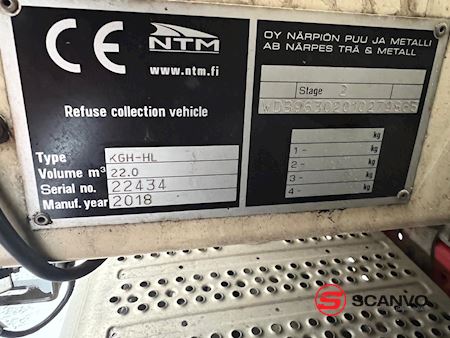 CE NTM
www.ntm.fi
Refuse collection vehicle
Type KGH-HL
Volume m³ 22.0
Serial no. 22434
Manuf. year 2018
OY NÄRPIÖN PUU JA METALLI
AB NÄRPES TRÄ & METALL
Stage 2
kg
1 - kg
2 - kg
3 - kg
4 - kg
SCANVO